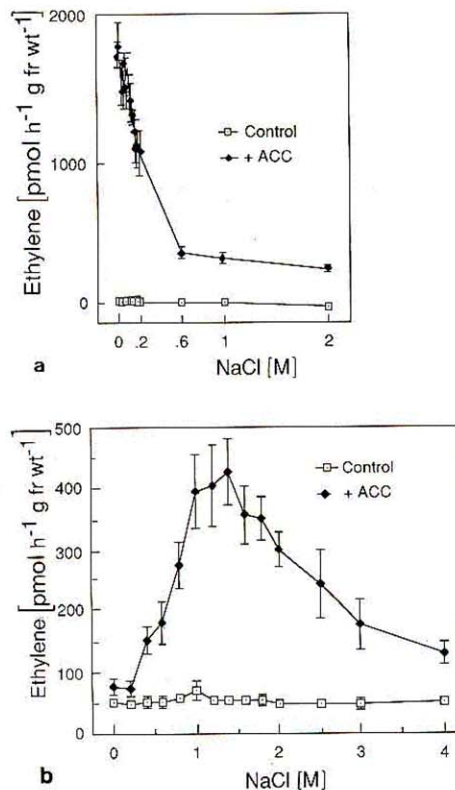 2000
1000
0
Ethylene [pmol h⁻¹ g fr wt⁻¹]
Control
+ ACC
0 .2 .6 1 2
NaCl [M]
a
500
400
300
200
100
0
Ethylene [pmol h⁻¹ g fr wt⁻¹]
Control
+ ACC
0 1 2 3 4
NaCl [M]
b